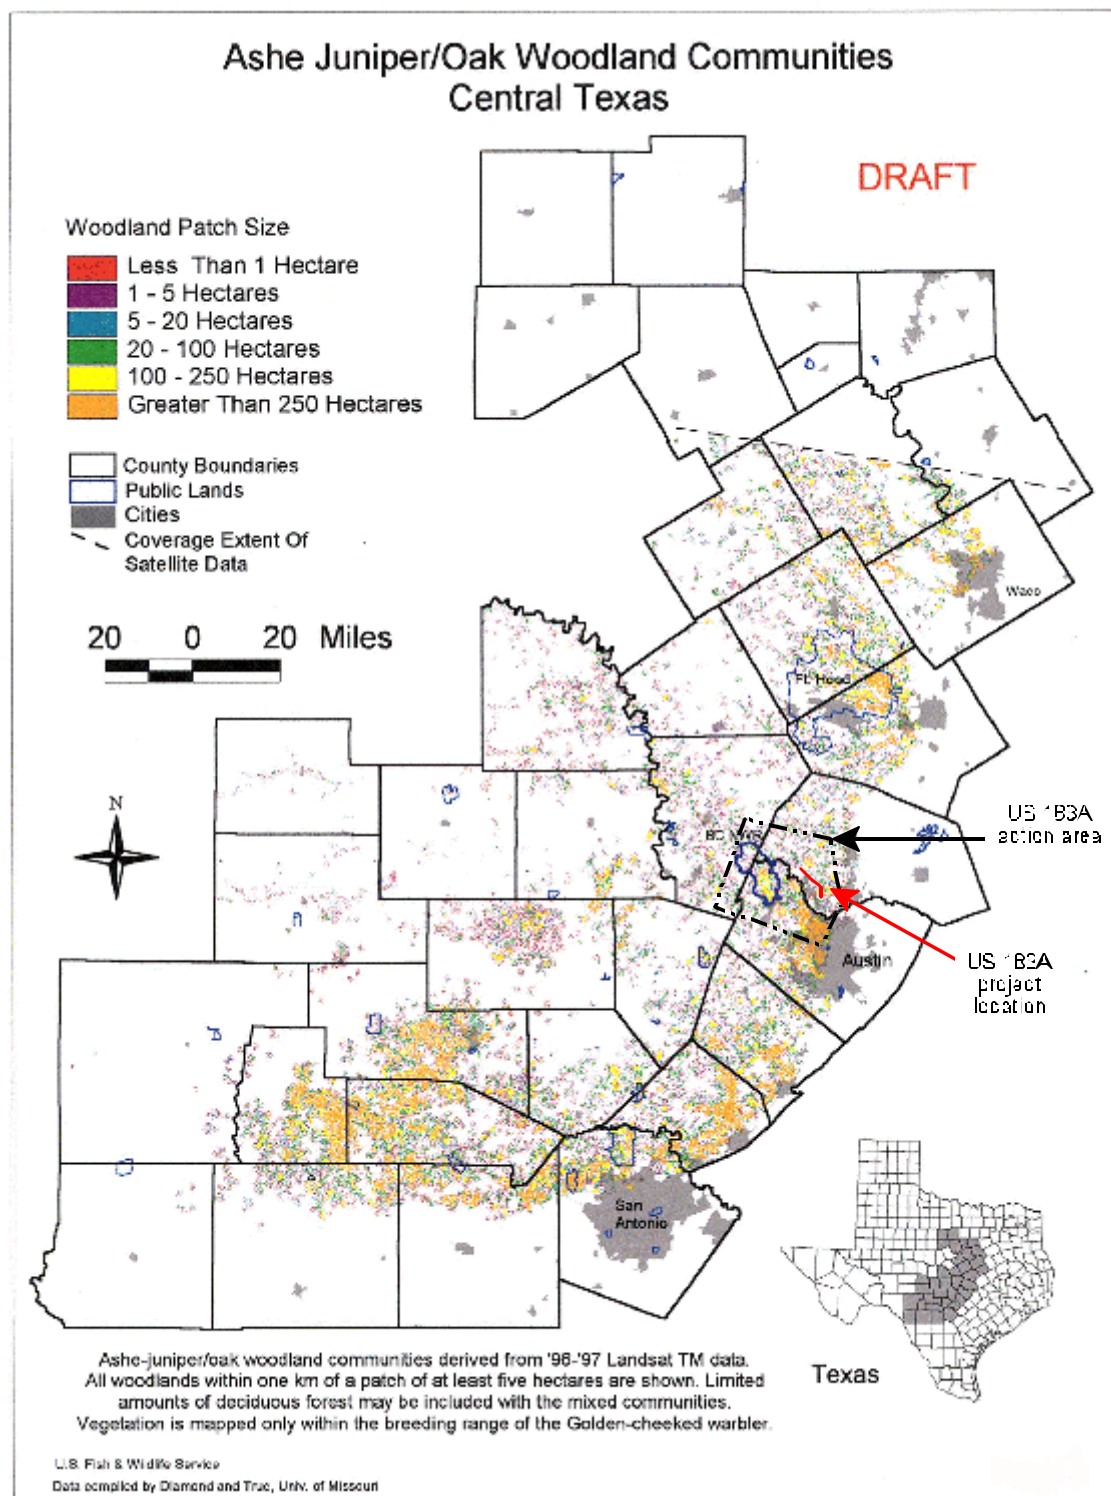 Ashe Juniper/Oak Woodland Communities
Central Texas
DRAFT
Woodland Patch Size
Less Than 1 Hectare
1 - 5 Hectares
5 - 20 Hectares
20 - 100 Hectares
100 - 250 Hectares
Greater Than 250 Hectares
County Boundaries
Public Lands
Cities
Coverage Extent Of
Satellite Data
20 0 20 Miles
Waco
Ft. Hood
N
US 183A
action area
Austin
US 183A
project
location
San
Antonio
Texas
Ashe-juniper/oak woodland communities derived from '96-'97 Landsat TM data.
All woodlands within one km of a patch of at least five hectares are shown. Limited
amounts of deciduous forest may be included with the mixed communities.
Vegetation is mapped only within the breeding range of the Golden-cheeked warbler.
U.S. Fish & Wildlife Service
Data compiled by Diamond and True, Univ. of Missouri